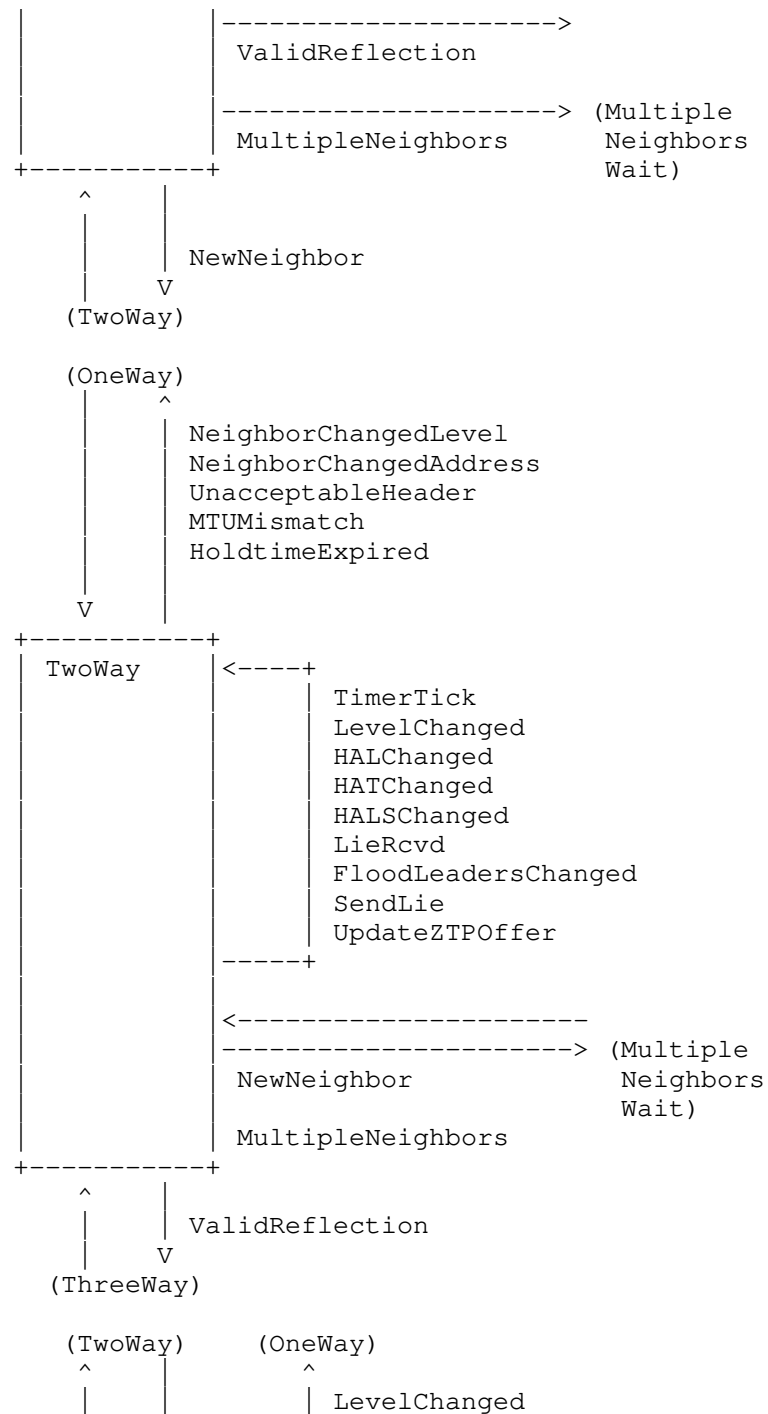 ValidReflection
(Multiple
MultipleNeighbors Neighbors
Wait)
NewNeighbor
V
(TwoWay)
(OneWay)
NeighborChangedLevel
NeighborChangedAddress
UnacceptableHeader
MTUMismatch
HoldtimeExpired
V
TwoWay
TimerTick
LevelChanged
HALChanged
HATChanged
HALSChanged
LieRcvd
FloodLeadersChanged
SendLie
UpdateZTPOffer
(Multiple
NewNeighbor Neighbors
Wait)
MultipleNeighbors
ValidReflection
V
(ThreeWay)
(TwoWay) (OneWay)
LevelChanged